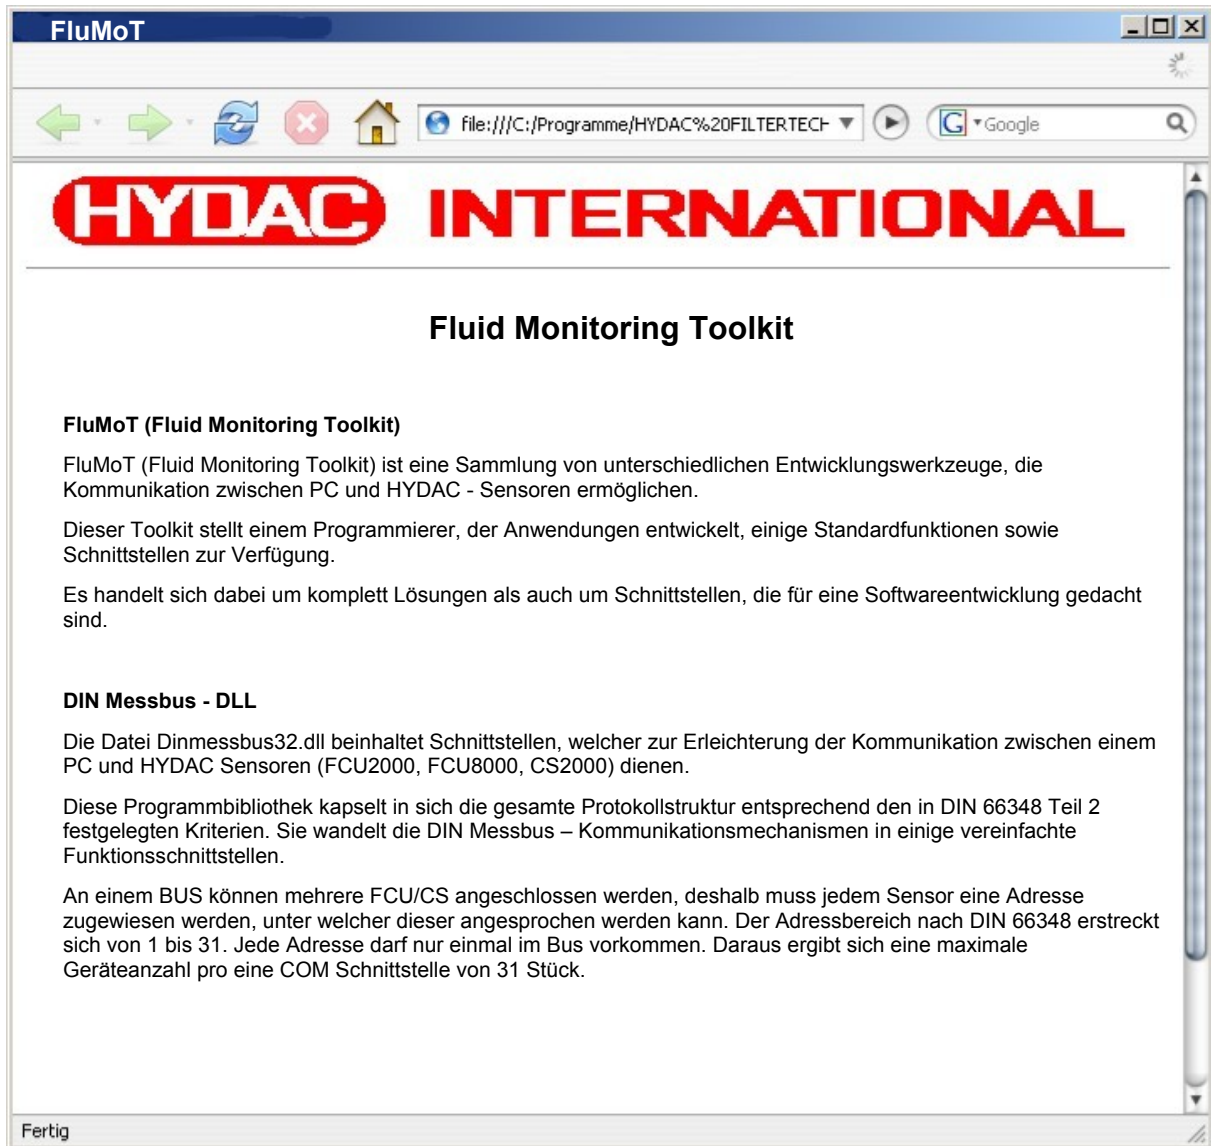 FluMoT
file:///C:/Programme/HYDAC%20FILTERTECH
G Google
HYDAC INTERNATIONAL
Fluid Monitoring Toolkit
FluMoT (Fluid Monitoring Toolkit)
FluMoT (Fluid Monitoring Toolkit) ist eine Sammlung von unterschiedlichen Entwicklungswerkzeuge, die
Kommunikation zwischen PC und HYDAC - Sensoren ermöglichen.
Dieser Toolkit stellt einem Programmierer, der Anwendungen entwickelt, einige Standardfunktionen sowie
Schnittstellen zur Verfügung.
Es handelt sich dabei um komplett Lösungen als auch um Schnittstellen, die für eine Softwareentwicklung gedacht
sind.
DIN Messbus - DLL
Die Datei Dinmessbus32.dll beinhaltet Schnittstellen, welcher zur Erleichterung der Kommunikation zwischen einem
PC und HYDAC Sensoren (FCU2000, FCU8000, CS2000) dienen.
Diese Programmbibliothek kapselt in sich die gesamte Protokollstruktur entsprechend den in DIN 66348 Teil 2
festgelegten Kriterien. Sie wandelt die DIN Messbus – Kommunikationsmechanismen in einige vereinfachte
Funktionsschnittstellen.
An einem BUS können mehrere FCU/CS angeschlossen werden, deshalb muss jedem Sensor eine Adresse
zugewiesen werden, unter welcher dieser angesprochen werden kann. Der Adressbereich nach DIN 66348 erstreckt
sich von 1 bis 31. Jede Adresse darf nur einmal im Bus vorkommen. Daraus ergibt sich eine maximale
Geräteanzahl pro eine COM Schnittstelle von 31 Stück.
Fertig